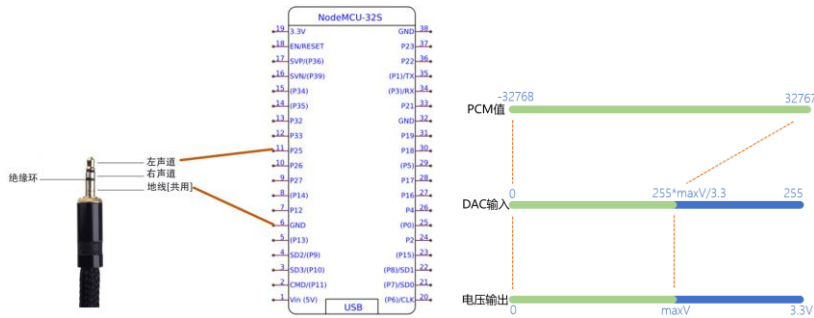 NodeMCU-32S
19 3.3V
18 EN/RESET
17 SVP/(P36)
16 SVN/(P39)
15 (P34)
14 (P35)
13 P32
12 P33
11 P25
10 P26
9 P27
8 (P14)
7 P12
6 GND
5 (P13)
4 SD2/(P9)
3 SD3/(P10)
2 CMD/(P11)
1 Vin (5V)
GND 38
P23 37
P22 36
(P1)/TX 35
(P3)/RX 34
P21 33
GND 32
P19 31
P18 30
(P5) 29
P17 28
P16 27
P4 26
(P0) 25
P2 24
(P15) 23
(P8)/SD1 22
(P7)/SD0 21
(P6)/CLK 20
USB
左声道
右声道
地线[共用]
绝缘环
-32768 32767
PCM值
0 255*maxV/3.3 255
DAC输入
电压输出
0 maxV 3.3V